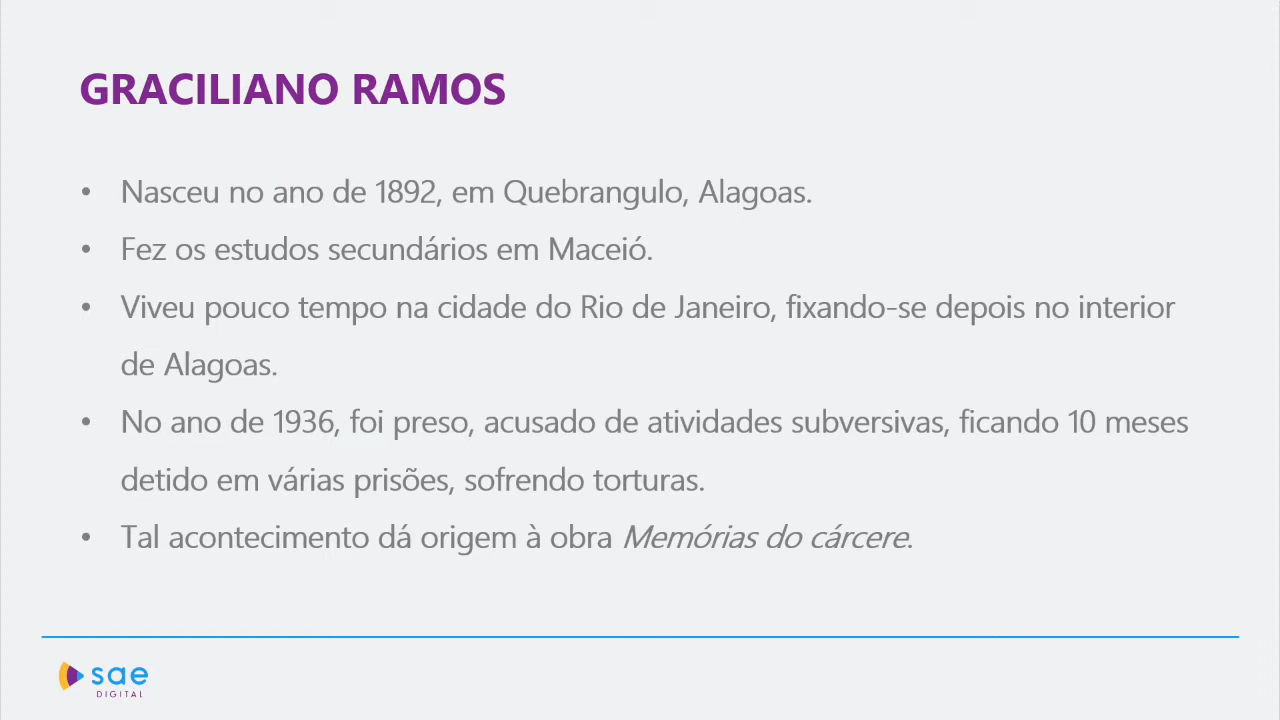 GRACILIANO RAMOS
• Nasceu no ano de 1892, em Quebrangulo, Alagoas.
• Fez os estudos secundários em Maceió.
• Viveu pouco tempo na cidade do Rio de Janeiro, fixando-se depois no interior
de Alagoas.
• No ano de 1936, foi preso, acusado de atividades subversivas, ficando 10 meses
detido em várias prisões, sofrendo torturas.
• Tal acontecimento dá origem à obra Memórias do cárcere.
sae
DIGITAL